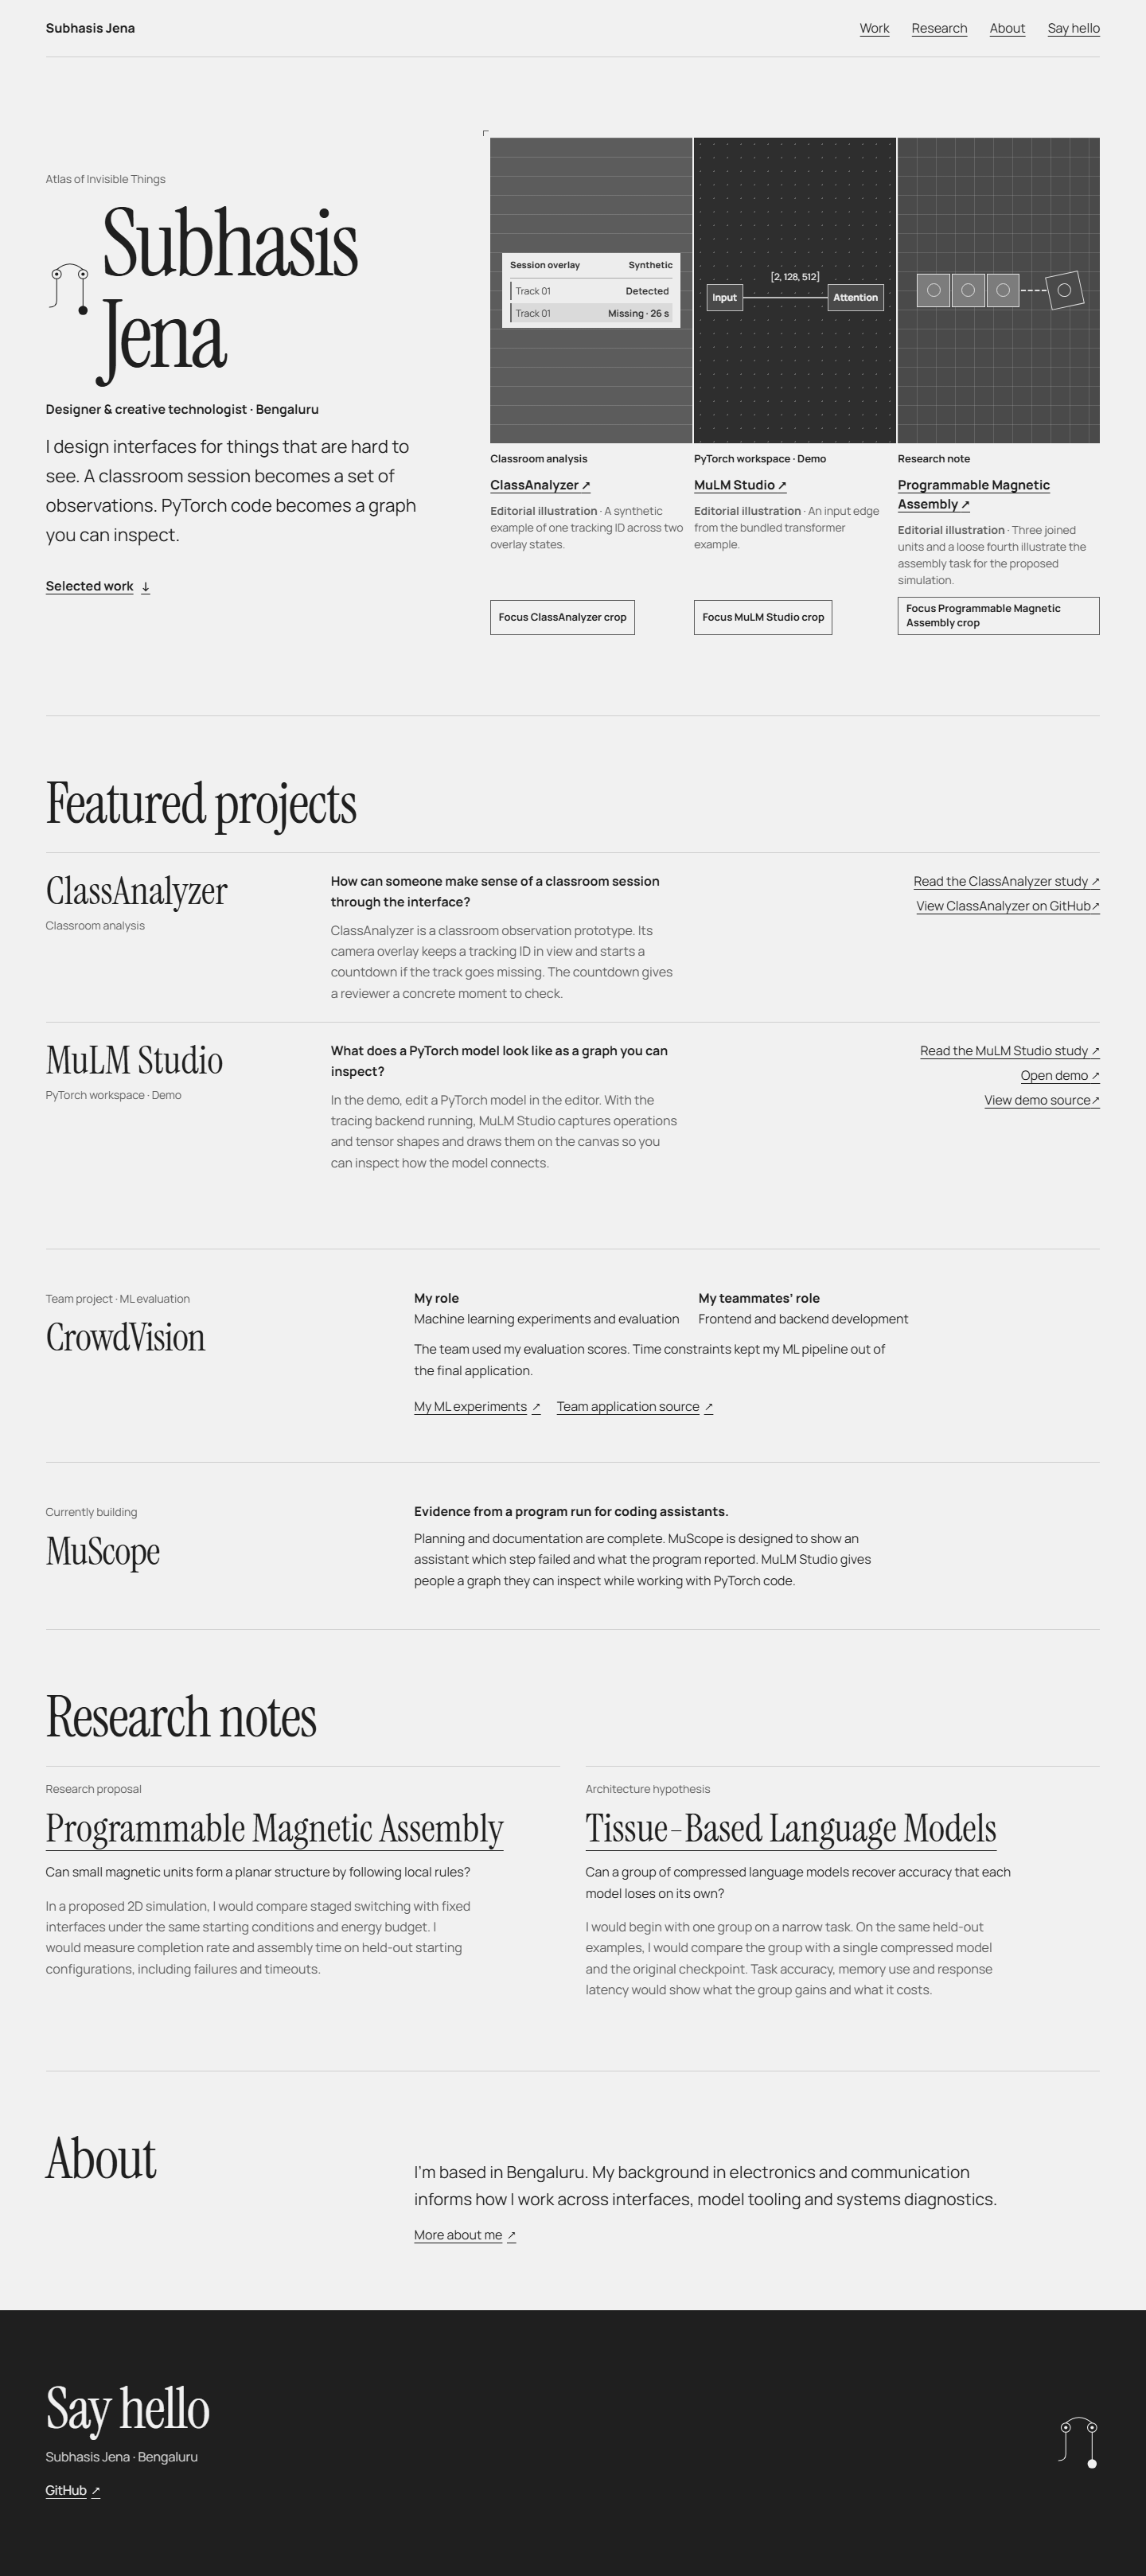 Subhasis Jena
Work Research About Say hello
Atlas of Invisible Things
Subhasis
Jena
Designer & creative technologist · Bengaluru
I design interfaces for things that are hard to
see. A classroom session becomes a set of
observations. PyTorch code becomes a graph
you can inspect.
Selected work ↓
Session overlay Synthetic
Track 01 Detected
Track 01 Missing · 26 s
[2, 128, 512]
Input Attention
Classroom analysis
ClassAnalyzer ↗
Editorial illustration · A synthetic
example of one tracking ID across two
overlay states.
Focus ClassAnalyzer crop
PyTorch workspace · Demo
MuLM Studio ↗
Editorial illustration · An input edge
from the bundled transformer
example.
Focus MuLM Studio crop
Research note
Programmable Magnetic
Assembly ↗
Editorial illustration · Three joined
units and a loose fourth illustrate the
assembly task for the proposed
simulation.
Focus Programmable Magnetic
Assembly crop
Featured projects
ClassAnalyzer
Classroom analysis
How can someone make sense of a classroom session
through the interface?
ClassAnalyzer is a classroom observation prototype. Its
camera overlay keeps a tracking ID in view and starts a
countdown if the track goes missing. The countdown gives
a reviewer a concrete moment to check.
Read the ClassAnalyzer study ↗
View ClassAnalyzer on GitHub↗
MuLM Studio
PyTorch workspace · Demo
What does a PyTorch model look like as a graph you can
inspect?
In the demo, edit a PyTorch model in the editor. With the
tracing backend running, MuLM Studio captures operations
and tensor shapes and draws them on the canvas so you
can inspect how the model connects.
Read the MuLM Studio study ↗
Open demo ↗
View demo source↗
Team project · ML evaluation
CrowdVision
My role
Machine learning experiments and evaluation
My teammates' role
Frontend and backend development
The team used my evaluation scores. Time constraints kept my ML pipeline out of
the final application.
My ML experiments ↗ Team application source ↗
Currently building
MuScope
Evidence from a program run for coding assistants.
Planning and documentation are complete. MuScope is designed to show an
assistant which step failed and what the program reported. MuLM Studio gives
people a graph they can inspect while working with PyTorch code.
Research notes
Research proposal
Programmable Magnetic Assembly
Can small magnetic units form a planar structure by following local rules?
In a proposed 2D simulation, I would compare staged switching with fixed
interfaces under the same starting conditions and energy budget. I
would measure completion rate and assembly time on held-out starting
configurations, including failures and timeouts.
Architecture hypothesis
Tissue-Based Language Models
Can a group of compressed language models recover accuracy that each
model loses on its own?
I would begin with one group on a narrow task. On the same held-out
examples, I would compare the group with a single compressed model
and the original checkpoint. Task accuracy, memory use and response
latency would show what the group gains and what it costs.
About
I'm based in Bengaluru. My background in electronics and communication
informs how I work across interfaces, model tooling and systems diagnostics.
More about me ↗
Say hello
Subhasis Jena · Bengaluru
GitHub ↗